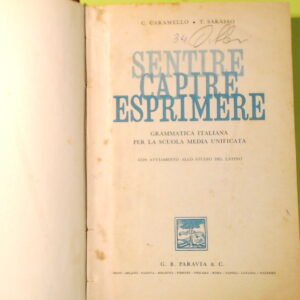 C. CARAMELLO • T. SARASSO
34
SENTIRE
CAPIRE
ESPRIMERE
GRAMMATICA ITALIANA
PER LA SCUOLA MEDIA UNIFICATA
CON AVVIAMENTO ALLO STUDIO DEL LATINO
G. B. PARAVIA & C.